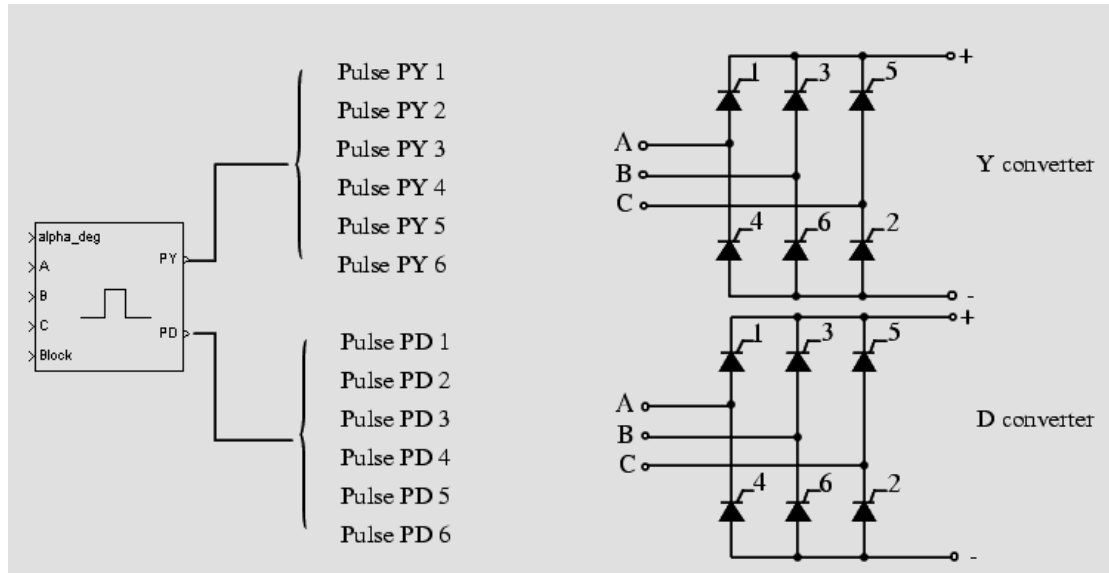 alpha_deg
A
B
C
Block
PY
PD
Pulse PY 1
Pulse PY 2
Pulse PY 3
Pulse PY 4
Pulse PY 5
Pulse PY 6
Pulse PD 1
Pulse PD 2
Pulse PD 3
Pulse PD 4
Pulse PD 5
Pulse PD 6
1 3 5 +
A
B
C
Y converter
4 6 2
-
1 3 5 +
A
B
C
D converter
4 6 2
-